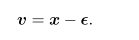 v = x − ϵ.